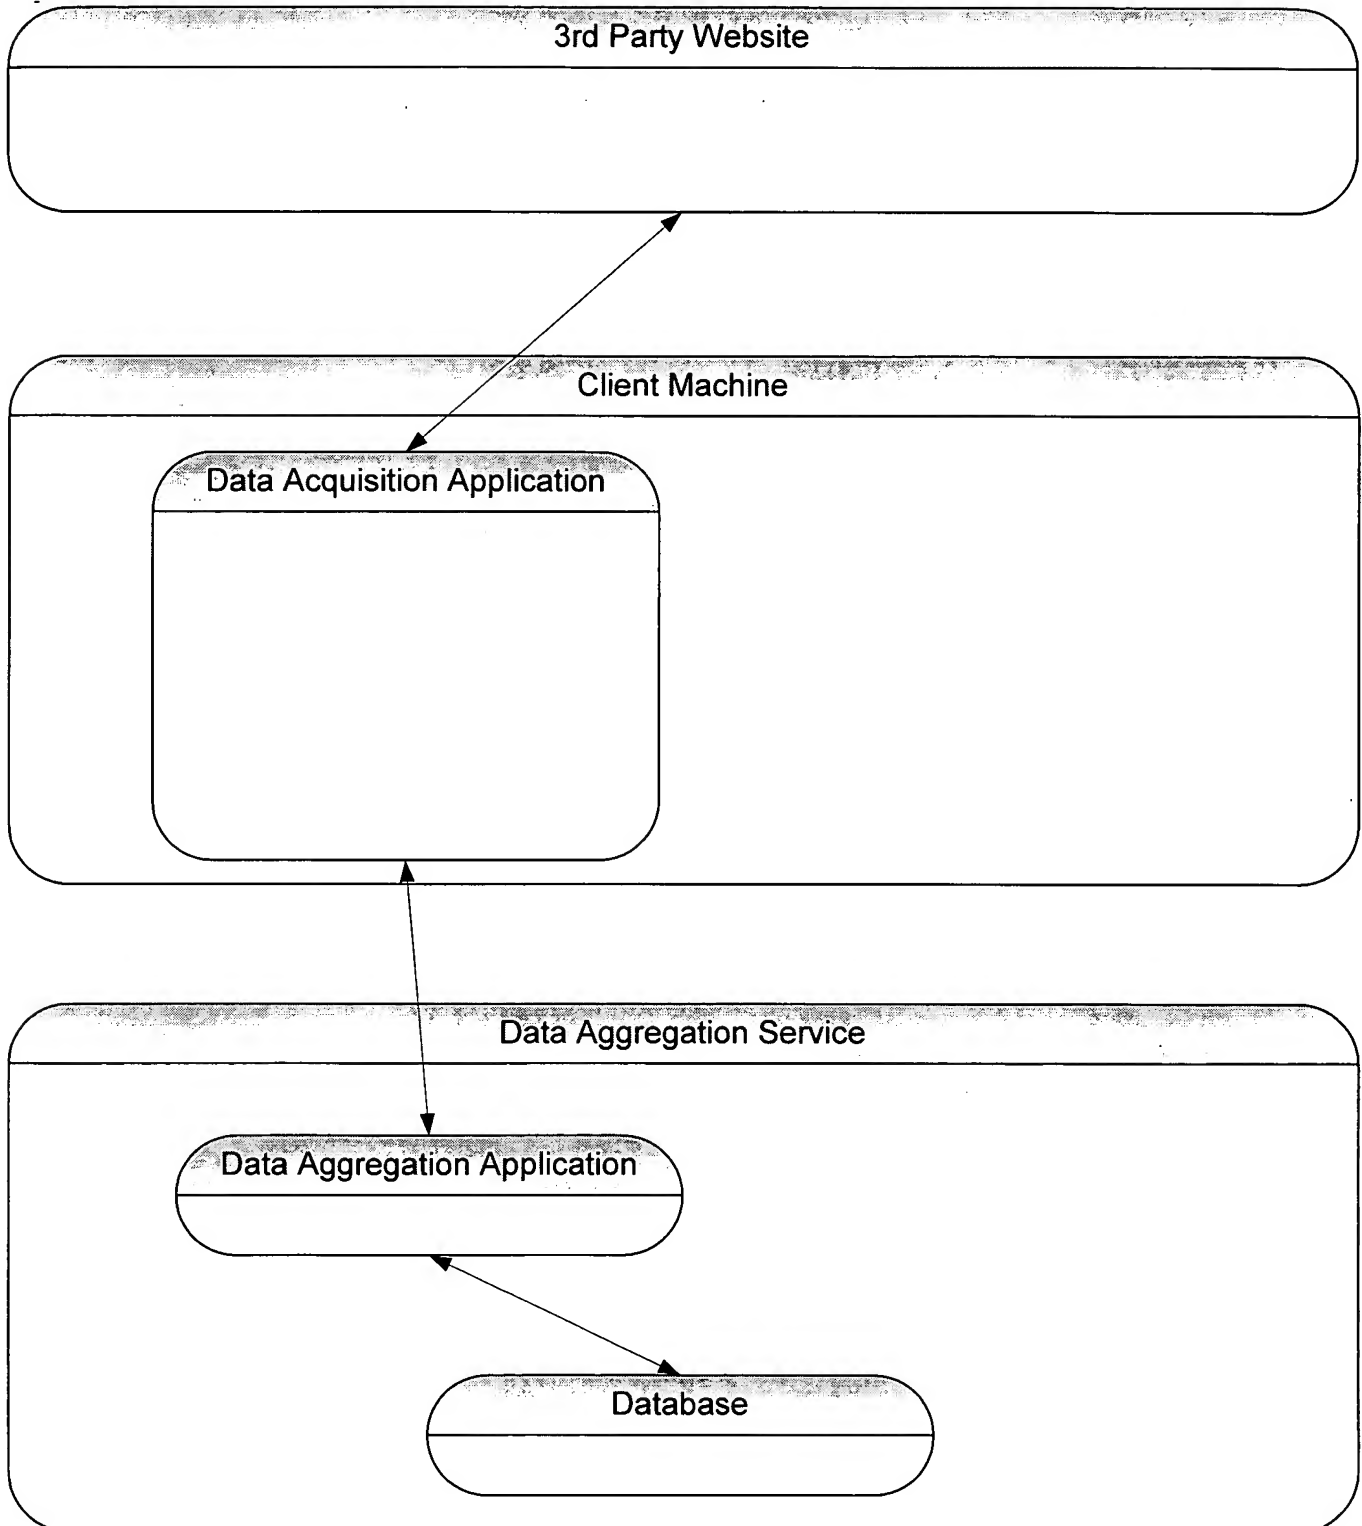 3rd Party Website
Client Machine
Data Acquisition Application
Data Aggregation Service
Data Aggregation Application
Database